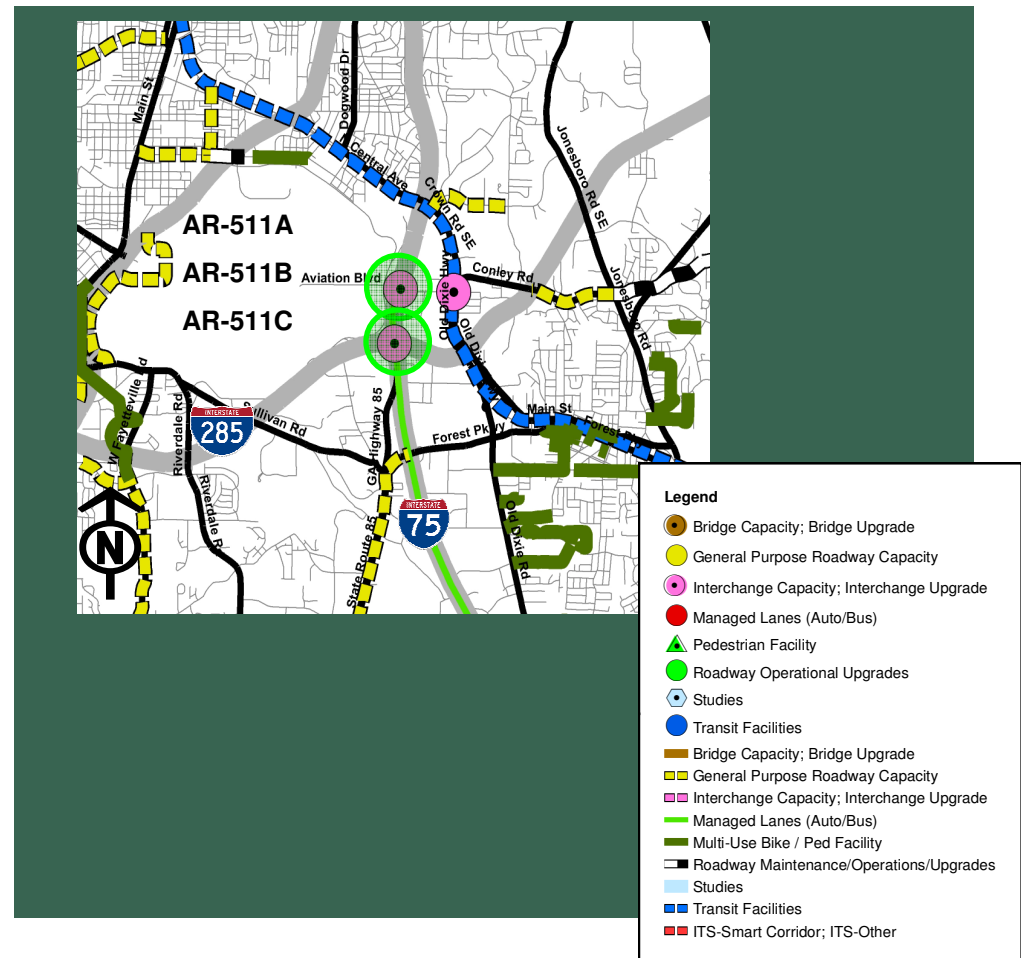 Main St
A Dogwood Dr
Central Ave
Crown Rd SE
Jonesboro Rd SE
AR-511A
AR-511B
AR-511C
Aviation Blvd
Old Dixie Hwy
Conley Rd
Jonesboro Rd
Old Dixie
W Fayetteville Rd
Riverdale Rd
INTERSTATE
285
Sullivan Rd
GA Highway 85
Forest Pkwy
Main St
Forest Pkwy
Riverdale R
State Route 85
INTERSTATE
75
Old Dixie Rd
N
Legend
Bridge Capacity; Bridge Upgrade
General Purpose Roadway Capacity
Interchange Capacity; Interchange Upgrade
Managed Lanes (Auto/Bus)
Pedestrian Facility
Roadway Operational Upgrades
Studies
Transit Facilities
Bridge Capacity; Bridge Upgrade
General Purpose Roadway Capacity
Interchange Capacity; Interchange Upgrade
Managed Lanes (Auto/Bus)
Multi-Use Bike / Ped Facility
Roadway Maintenance/Operations/Upgrades
Studies
Transit Facilities
ITS-Smart Corridor; ITS-Other